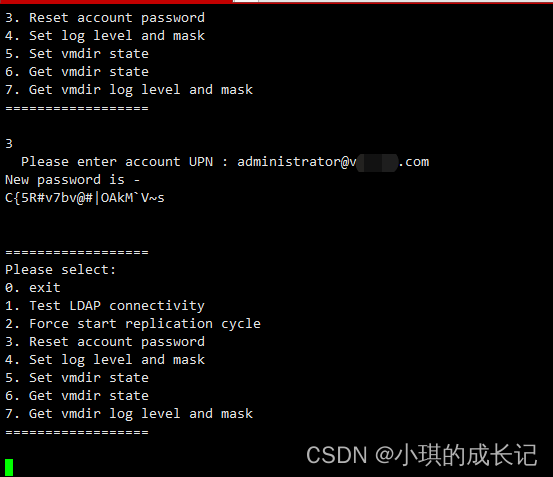 3. Reset account password
4. Set log level and mask
5. Set vmdir state
6. Get vmdir state
7. Get vmdir log level and mask
==================
3
Please enter account UPN : administrator@v .com
New password is -
C{5R#v7bv@#|OAkM`V~s
==================
Please select:
0. exit
1. Test LDAP connectivity
2. Force start replication cycle
3. Reset account password
4. Set log level and mask
5. Set vmdir state
6. Get vmdir state
7. Get vmdir log level and mask
==================
CSDN @小琪的成长记